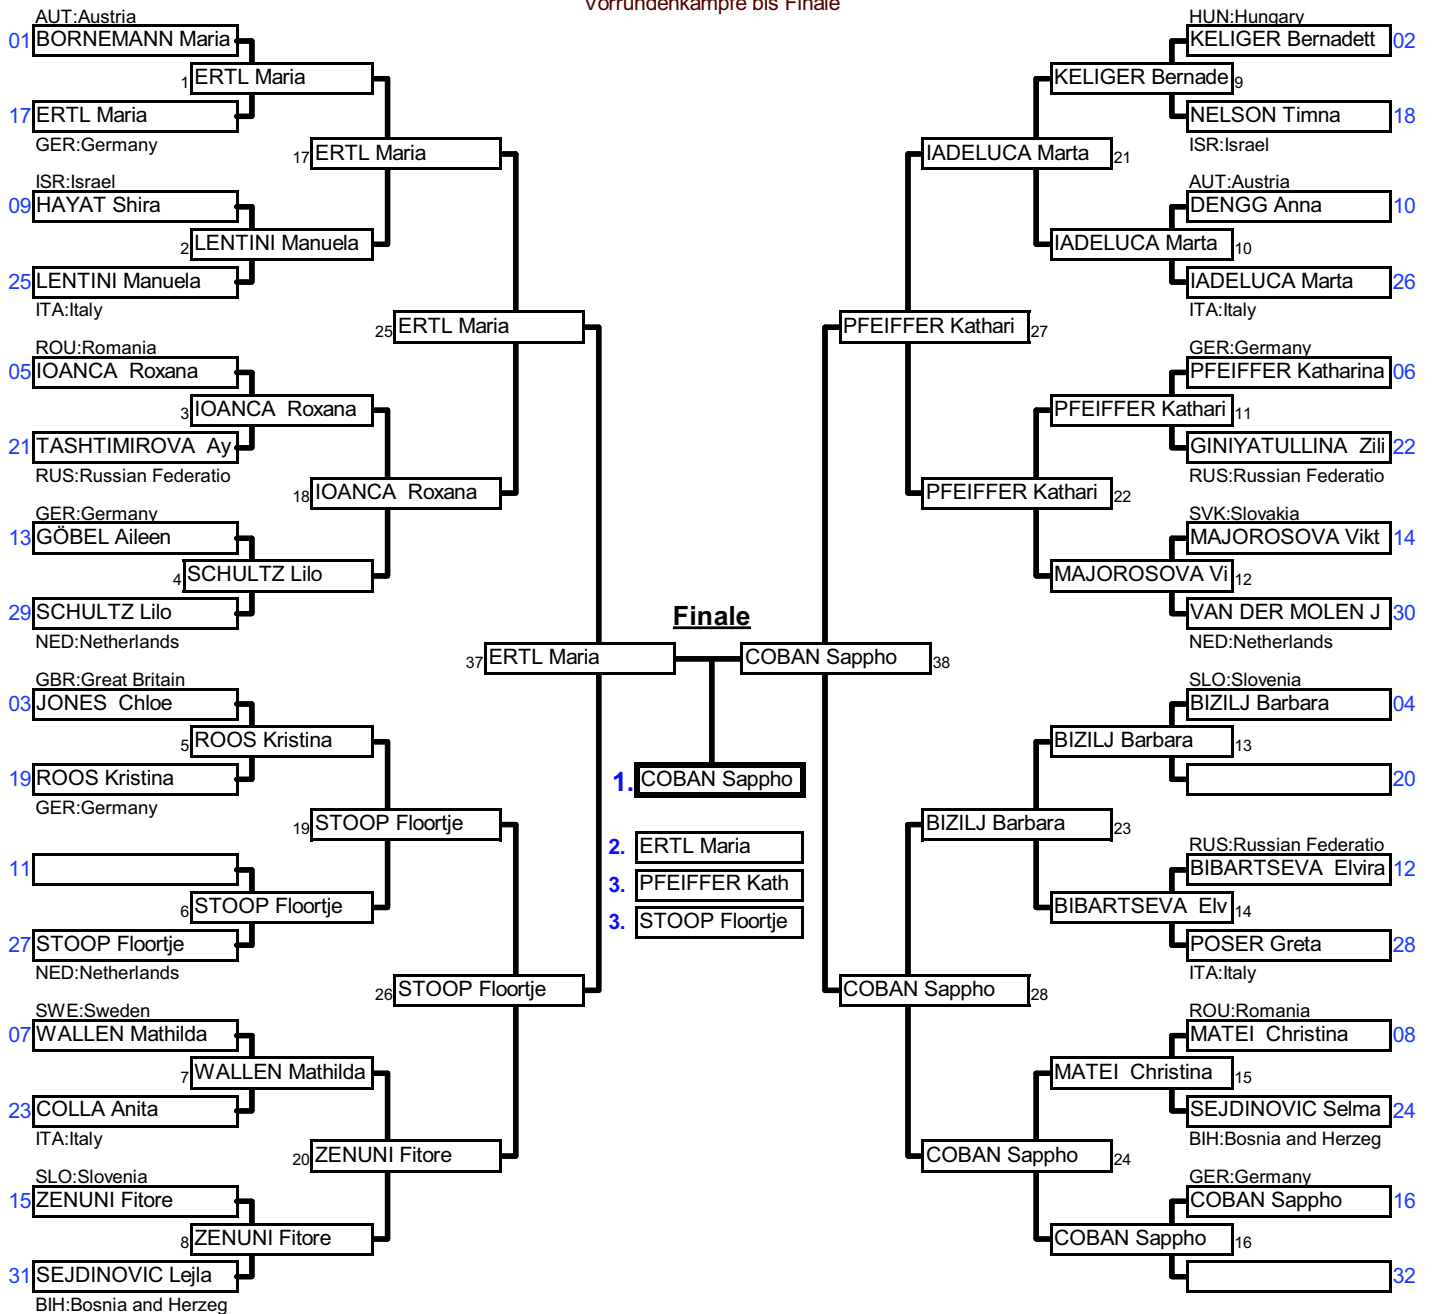 Vorrundenkämpfe bis Finale
AUT:Austria
01 BORNEMANN Maria
1 ERTL Maria
17 ERTL Maria
GER:Germany
17 ERTL Maria
ISR:Israel
09 HAYAT Shira
2 LENTINI Manuela
25 LENTINI Manuela
ITA:Italy
25 ERTL Maria
ROU:Romania
05 IOANCA Roxana
3 IOANCA Roxana
21 TASHTIMIROVA Ay
RUS:Russian Federatio
18 IOANCA Roxana
GER:Germany
13 GÖBEL Aileen
4 SCHULTZ Lilo
29 SCHULTZ Lilo
NED:Netherlands
37 ERTL Maria
GBR:Great Britain
03 JONES Chloe
5 ROOS Kristina
19 ROOS Kristina
GER:Germany
19 STOOP Floortje
11
6 STOOP Floortje
27 STOOP Floortje
NED:Netherlands
26 STOOP Floortje
SWE:Sweden
07 WALLEN Mathilda
7 WALLEN Mathilda
23 COLLA Anita
ITA:Italy
20 ZENUNI Fitore
SLO:Slovenia
15 ZENUNI Fitore
8 ZENUNI Fitore
31 SEJDINOVIC Lejla
BIH:Bosnia and Herzeg
Finale
1. COBAN Sappho
2. ERTL Maria
3. PFEIFFER Kath
3. STOOP Floortje
HUN:Hungary
KELIGER Bernadett 02
KELIGER Bernade 9
NELSON Timna 18
ISR:Israel
IADELUCA Marta 21
AUT:Austria
DENGG Anna 10
IADELUCA Marta 10
IADELUCA Marta 26
ITA:Italy
PFEIFFER Kathari 27
GER:Germany
PFEIFFER Katharina 06
PFEIFFER Kathari 11
GINIYATULLINA Zili 22
RUS:Russian Federatio
PFEIFFER Kathari 22
SVK:Slovakia
MAJOROSOVA Vikt 14
MAJOROSOVA Vi 12
VAN DER MOLEN J 30
NED:Netherlands
COBAN Sappho 38
SLO:Slovenia
BIZILJ Barbara 04
BIZILJ Barbara 13
20
BIZILJ Barbara 23
RUS:Russian Federatio
BIBARTSEVA Elvira 12
BIBARTSEVA Elv 14
POSER Greta 28
ITA:Italy
COBAN Sappho 28
ROU:Romania
MATEI Christina 08
MATEI Christina 15
SEJDINOVIC Selma 24
BIH:Bosnia and Herzeg
COBAN Sappho 24
GER:Germany
COBAN Sappho 16
COBAN Sappho 16
32